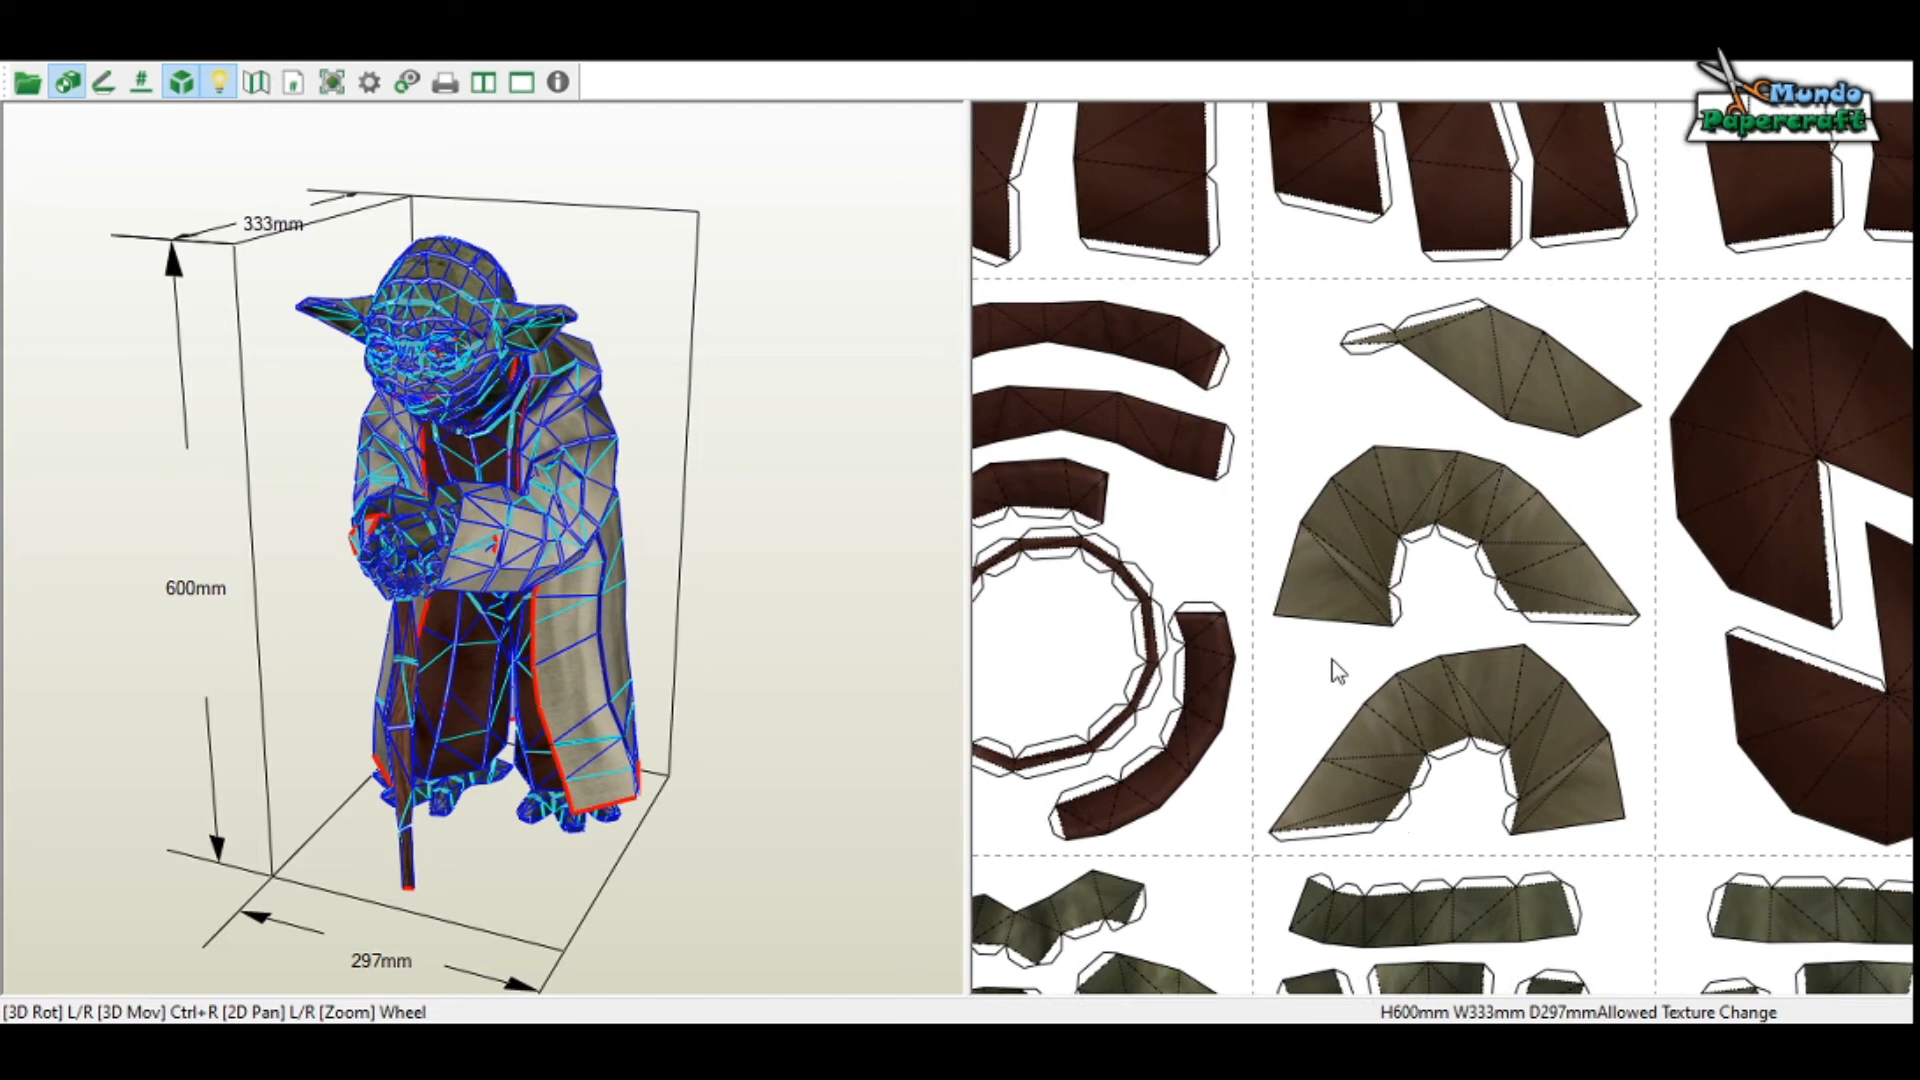 Mundo
Papercraft
333mm
600mm
297mm
[3D Rot] L/R [3D Mov] Ctrl+R [2D Pan] L/R [Zoom] Wheel
H600mm W333mm D297mmAllowed Texture Change